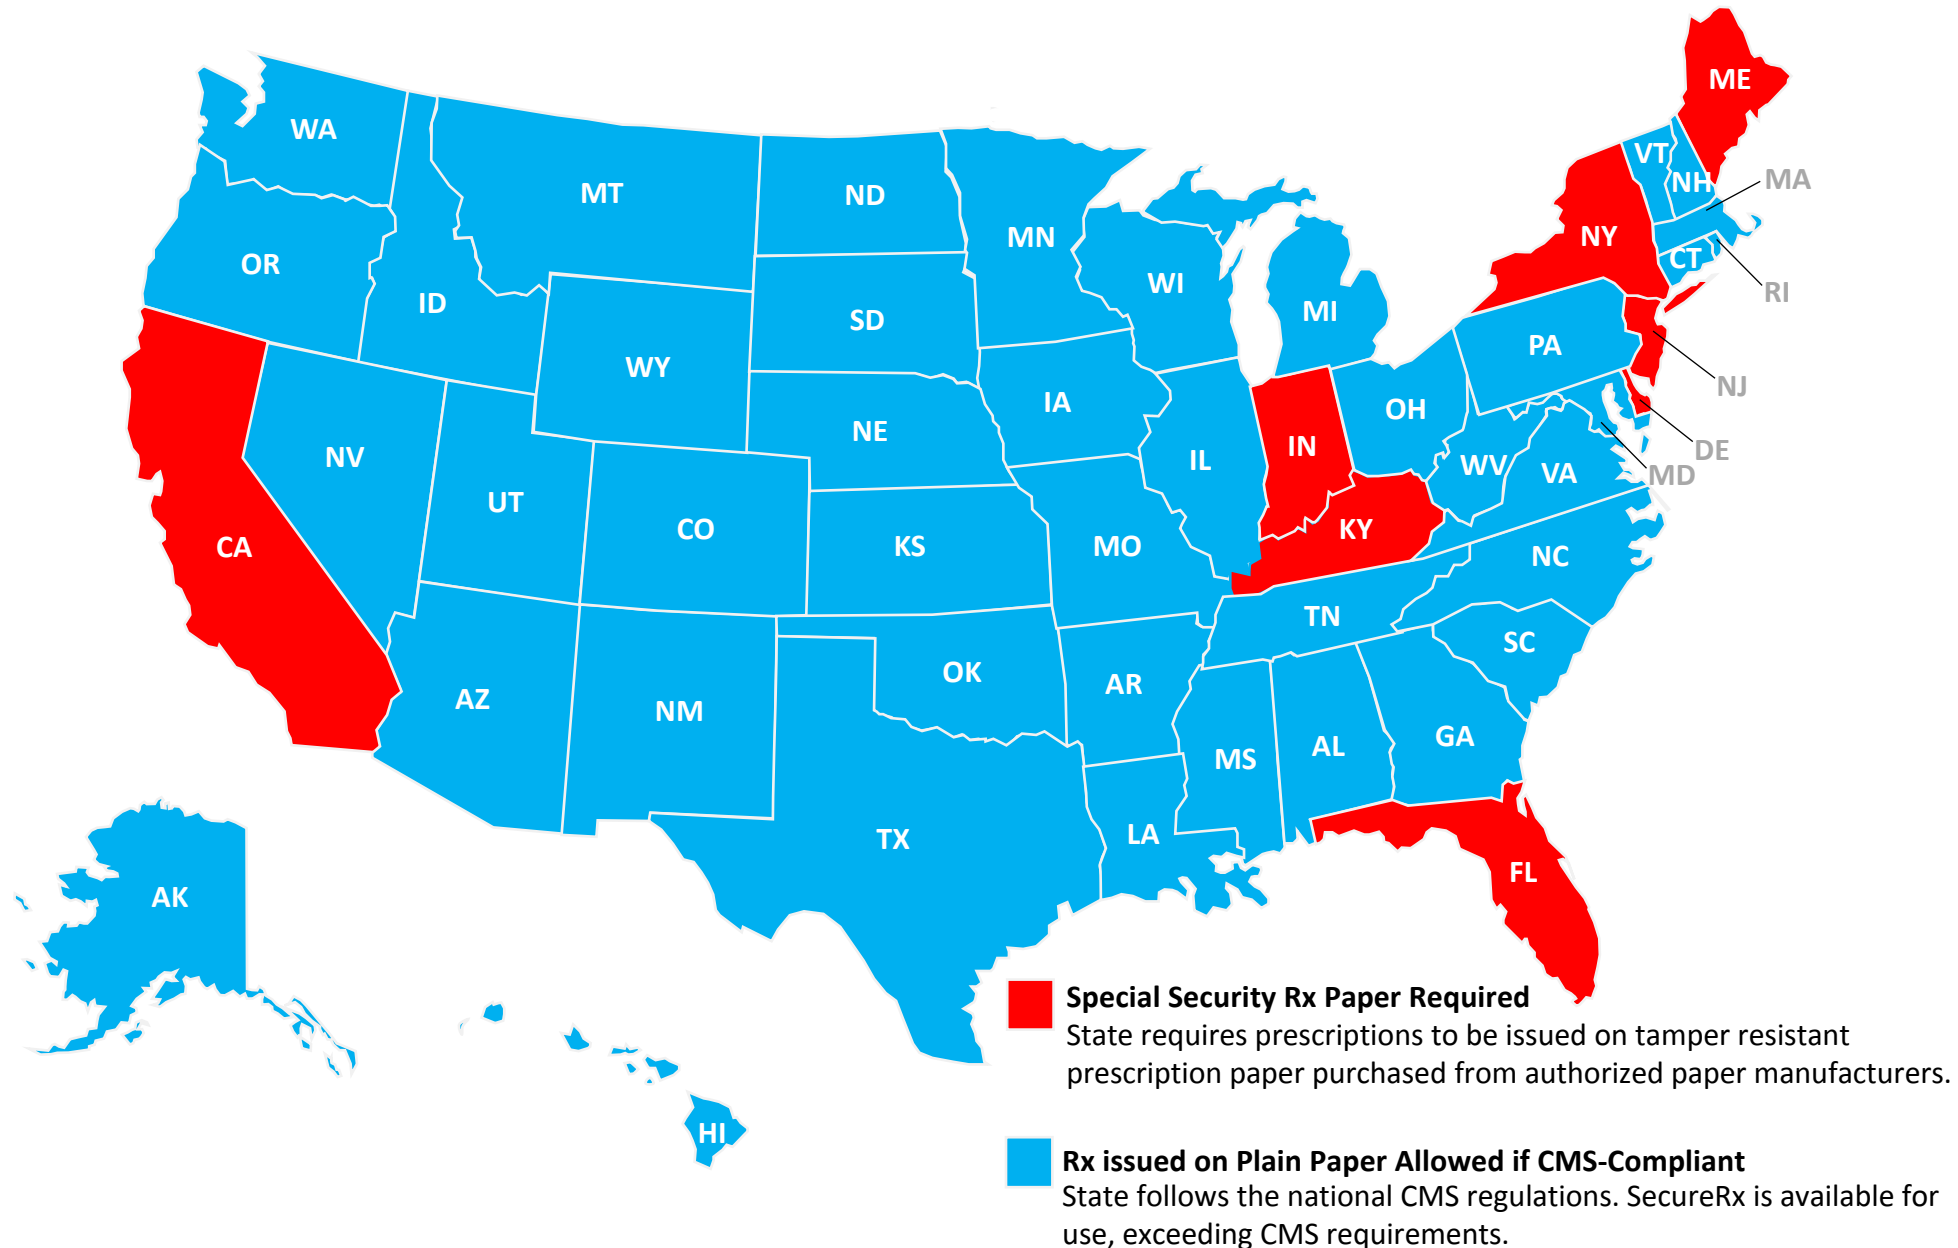 ME
WA
VT
MT
NH
MA
ND
NY
MN
CT
OR
WI
RI
ID
MI
SD
PA
WY
NJ
IA
OH
NE
IN
DE
NV
IL
WV
VA
MD
UT
CO
KY
CA
KS
MO
NC
TN
SC
OK
AR
AZ
NM
GA
AL
MS
LA
TX
FL
AK
HI
Special Security Rx Paper Required
State requires prescriptions to be issued on tamper resistant
prescription paper purchased from authorized paper manufacturers.
Rx issued on Plain Paper Allowed if CMS-Compliant
State follows the national CMS regulations. SecureRx is available for
use, exceeding CMS requirements.